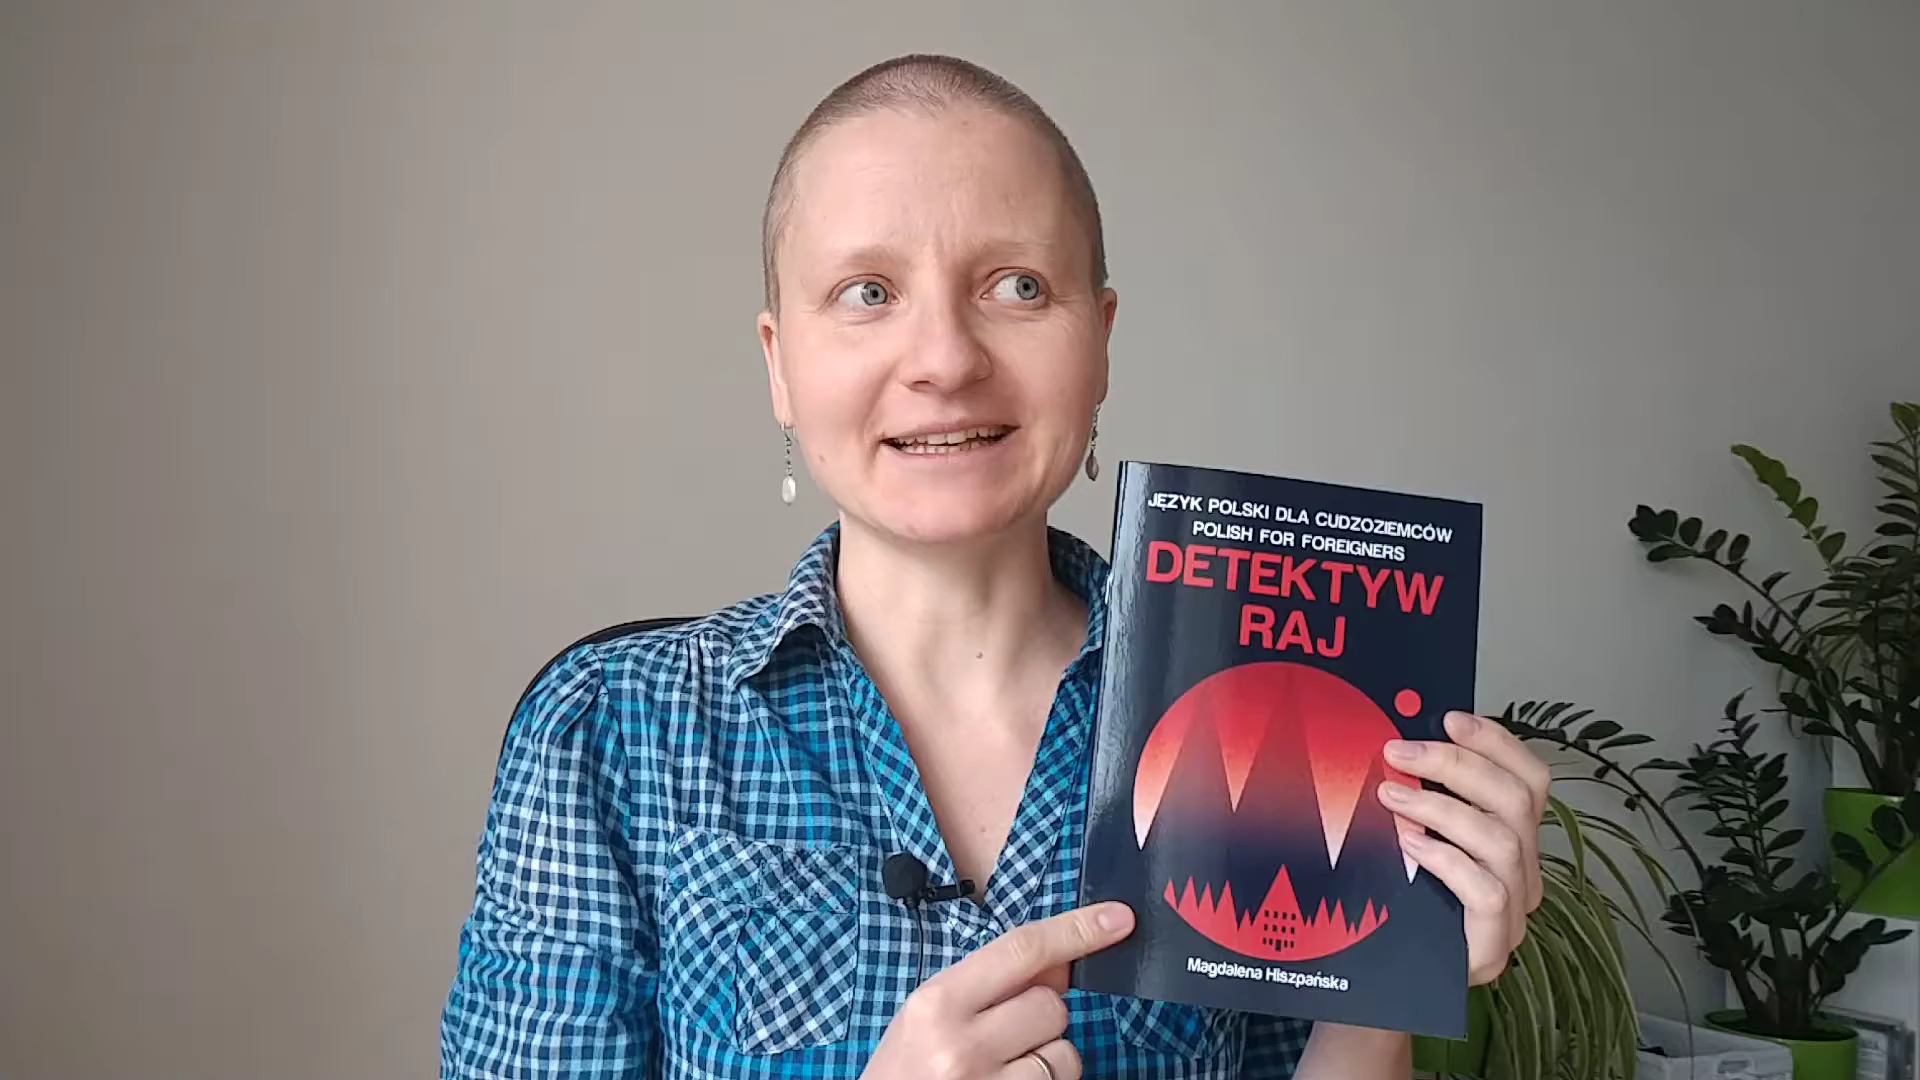 JĘZYK POLSKI DLA CUDZOZIEMCÓW
POLISH FOR FOREIGNERS
DETEKTYW
RAJ
Magdalena Hiszpańska